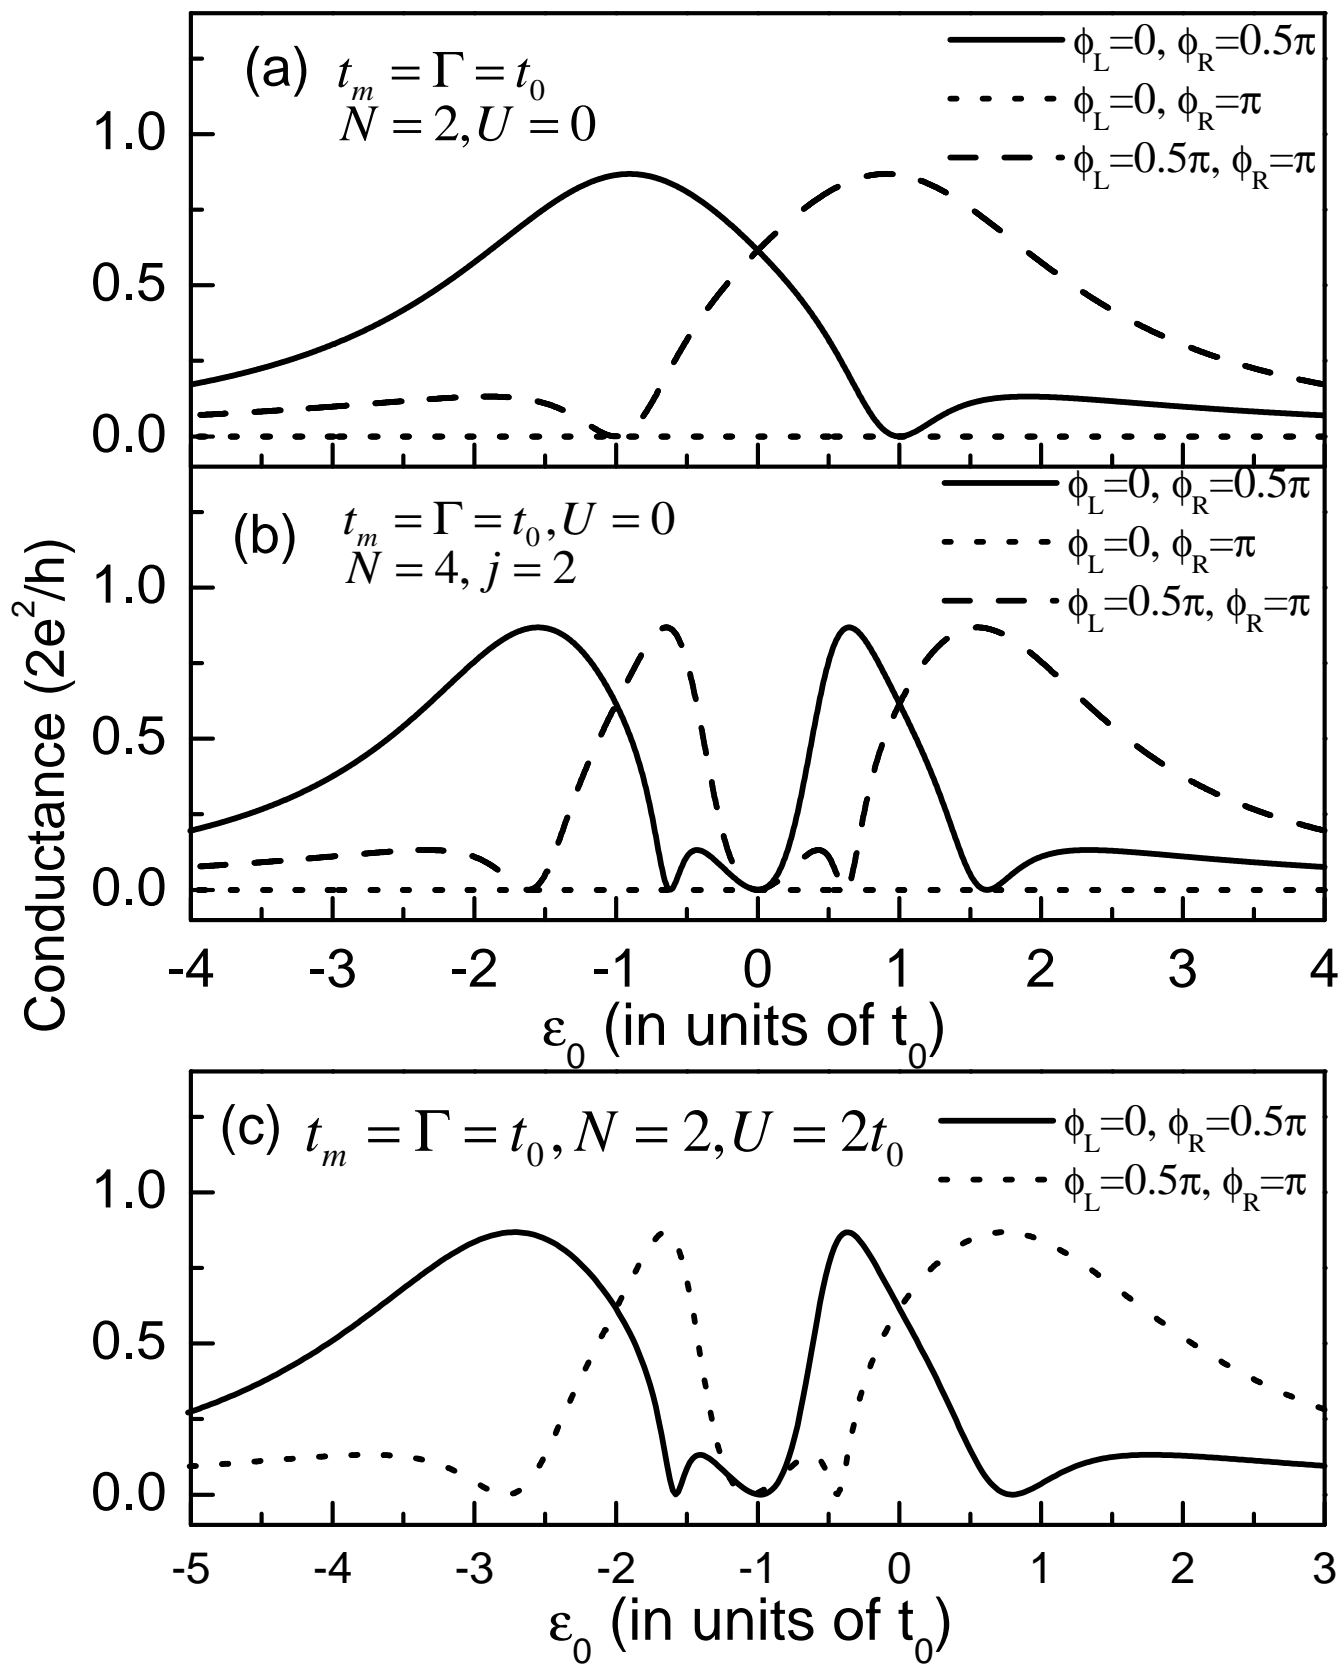 (a) t_m = Γ = t_0
N = 2, U = 0
ϕ_L=0, ϕ_R=0.5π
ϕ_L=0, ϕ_R=π
ϕ_L=0.5π, ϕ_R=π
1.0
0.5
0.0
(b) t_m = Γ = t_0, U = 0
N = 4, j = 2
ϕ_L=0, ϕ_R=0.5π
ϕ_L=0, ϕ_R=π
ϕ_L=0.5π, ϕ_R=π
1.0
0.5
0.0
Conductance (2e^2/h)
-4 -3 -2 -1 0 1 2 3 4
ε_0 (in units of t_0)
(c) t_m = Γ = t_0, N = 2, U = 2t_0
ϕ_L=0, ϕ_R=0.5π
ϕ_L=0.5π, ϕ_R=π
1.0
0.5
0.0
-5 -4 -3 -2 -1 0 1 2 3
ε_0 (in units of t_0)